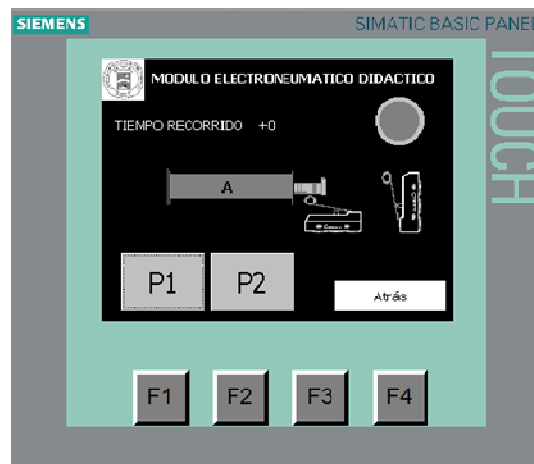 SIEMENS
SIMATIC BASIC PANEL
TOUCH
MODULO ELECTRONEUMATICO DIDACTICO
TIEMPO RECORRIDO +0
A
P1
P2
Atrás
F1
F2
F3
F4